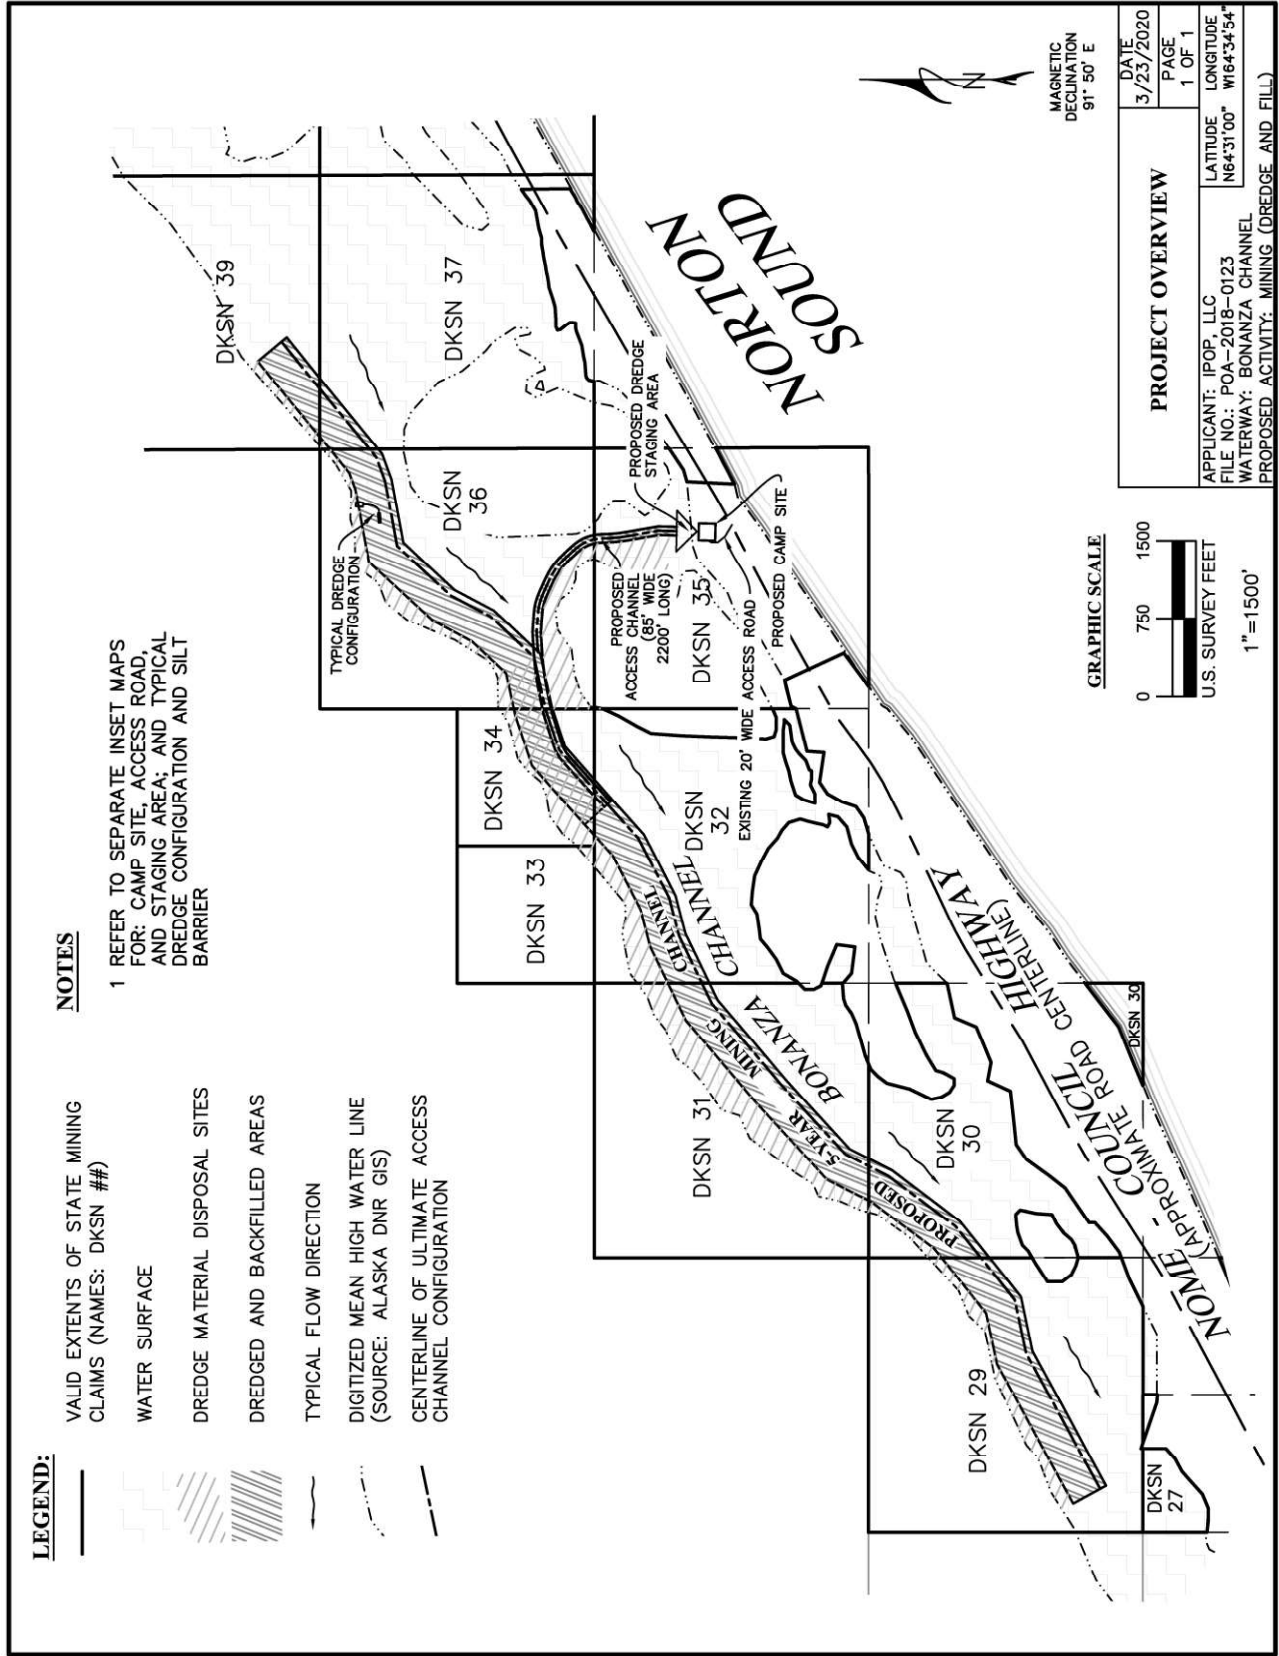 LEGEND:
VALID EXTENTS OF STATE MINING
CLAIMS (NAMES: DKSN ##)
WATER SURFACE
DREDGE MATERIAL DISPOSAL SITES
DREDGED AND BACKFILLED AREAS
TYPICAL FLOW DIRECTION
DIGITIZED MEAN HIGH WATER LINE
(SOURCE: ALASKA DNR GIS)
CENTERLINE OF ULTIMATE ACCESS
CHANNEL CONFIGURATION
NOTES
1 REFER TO SEPARATE INSET MAPS
FOR: CAMP SITE, ACCESS ROAD,
AND STAGING AREA; AND TYPICAL
DREDGE CONFIGURATION AND SILT
BARRIER
DKSN 39
TYPICAL DREDGE
CONFIGURATION
DKSN 37
DKSN
36
DKSN 34
DKSN 33
PROPOSED
ACCESS CHANNEL
(85' WIDE
2200' LONG)
PROPOSED DREDGE
STAGING AREA
DKSN 35
DKSN
32
EXISTING 20' WIDE ACCESS ROAD
PROPOSED CAMP SITE
NORTON
SOUND
DKSN 31
PROPOSED 5-YEAR MINING CHANNEL
BONANZA CHANNEL
DKSN
30
DKSN 30
DKSN 29
DKSN
27
NOME - COUNCIL HIGHWAY
(APPROXIMATE ROAD CENTERLINE)
N
MAGNETIC
DECLINATION
91° 50' E
GRAPHIC SCALE
0 750 1500
U.S. SURVEY FEET
1"=1500'
PROJECT OVERVIEW
DATE
3/23/2020
PAGE
1 OF 1
APPLICANT: IPOP, LLC
FILE NO.: POA-2018-0123
WATERWAY: BONANZA CHANNEL
PROPOSED ACTIVITY: MINING (DREDGE AND FILL)
LATITUDE
N64°31'00"
LONGITUDE
W164°34'54"